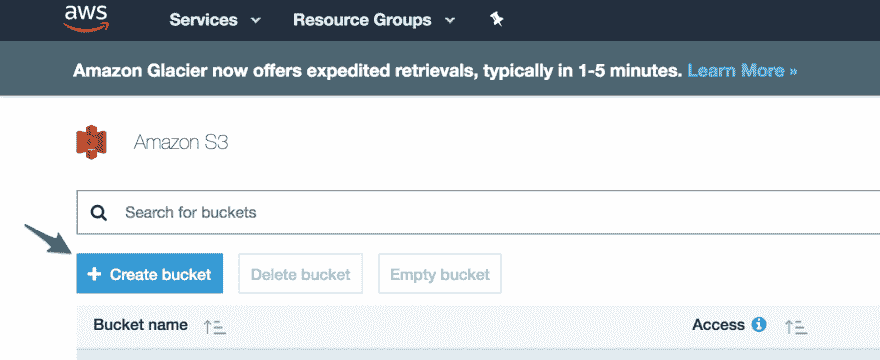 aws Services Resource Groups
Amazon Glacier now offers expedited retrievals, typically in 1-5 minutes. Learn More »
Amazon S3
Search for buckets
+ Create bucket Delete bucket Empty bucket
Bucket name Access